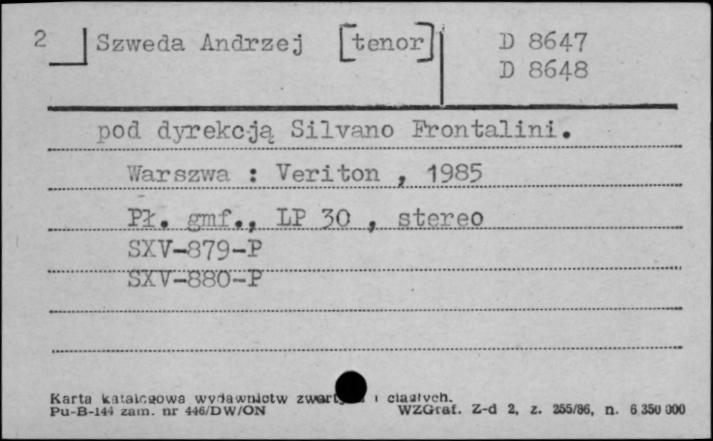 2 Szweda Andrzej [tenor] D 8647
D 8648
pod dyrekcją Silvano Frontalini.
Warszwa : Veriton , 1985
Pł. gmf., LP 30 , stereo
SXV-879-P
SXV-880-P
Karta katalogowa wydawnictw i ciągłych.
Pu-B-144 zam. nr 446/DW/ON WZGraf. Z-d 2, z. 255/86, n. 6 350 000